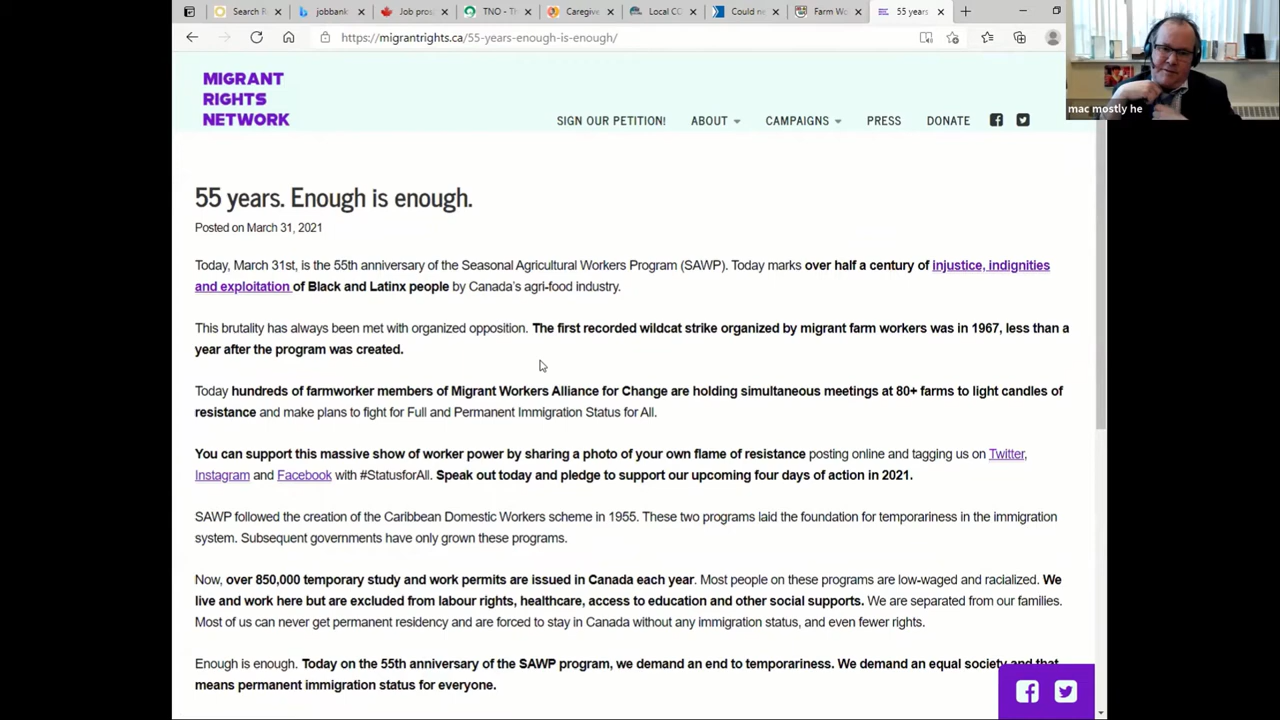 Search R
jobbank
Job pros
TNO - Th
Caregive
Local CO
Could ne
Farm Wo
55 years
https://migrantrights.ca/55-years-enough-is-enough/
mac mostly he
MIGRANT
RIGHTS
NETWORK
SIGN OUR PETITION! ABOUT CAMPAIGNS PRESS DONATE
55 years. Enough is enough.
Posted on March 31, 2021
Today, March 31st, is the 55th anniversary of the Seasonal Agricultural Workers Program (SAWP). Today marks over half a century of injustice, indignities
and exploitation of Black and Latinx people by Canada's agri-food industry.
This brutality has always been met with organized opposition. The first recorded wildcat strike organized by migrant farm workers was in 1967, less than a
year after the program was created.
Today hundreds of farmworker members of Migrant Workers Alliance for Change are holding simultaneous meetings at 80+ farms to light candles of
resistance and make plans to fight for Full and Permanent Immigration Status for All.
You can support this massive show of worker power by sharing a photo of your own flame of resistance posting online and tagging us on Twitter,
Instagram and Facebook with #StatusforAll. Speak out today and pledge to support our upcoming four days of action in 2021.
SAWP followed the creation of the Caribbean Domestic Workers scheme in 1955. These two programs laid the foundation for temporariness in the immigration
system. Subsequent governments have only grown these programs.
Now, over 850,000 temporary study and work permits are issued in Canada each year. Most people on these programs are low-waged and racialized. We
live and work here but are excluded from labour rights, healthcare, access to education and other social supports. We are separated from our families.
Most of us can never get permanent residency and are forced to stay in Canada without any immigration status, and even fewer rights.
Enough is enough. Today on the 55th anniversary of the SAWP program, we demand an end to temporariness. We demand an equal society and that
means permanent immigration status for everyone.